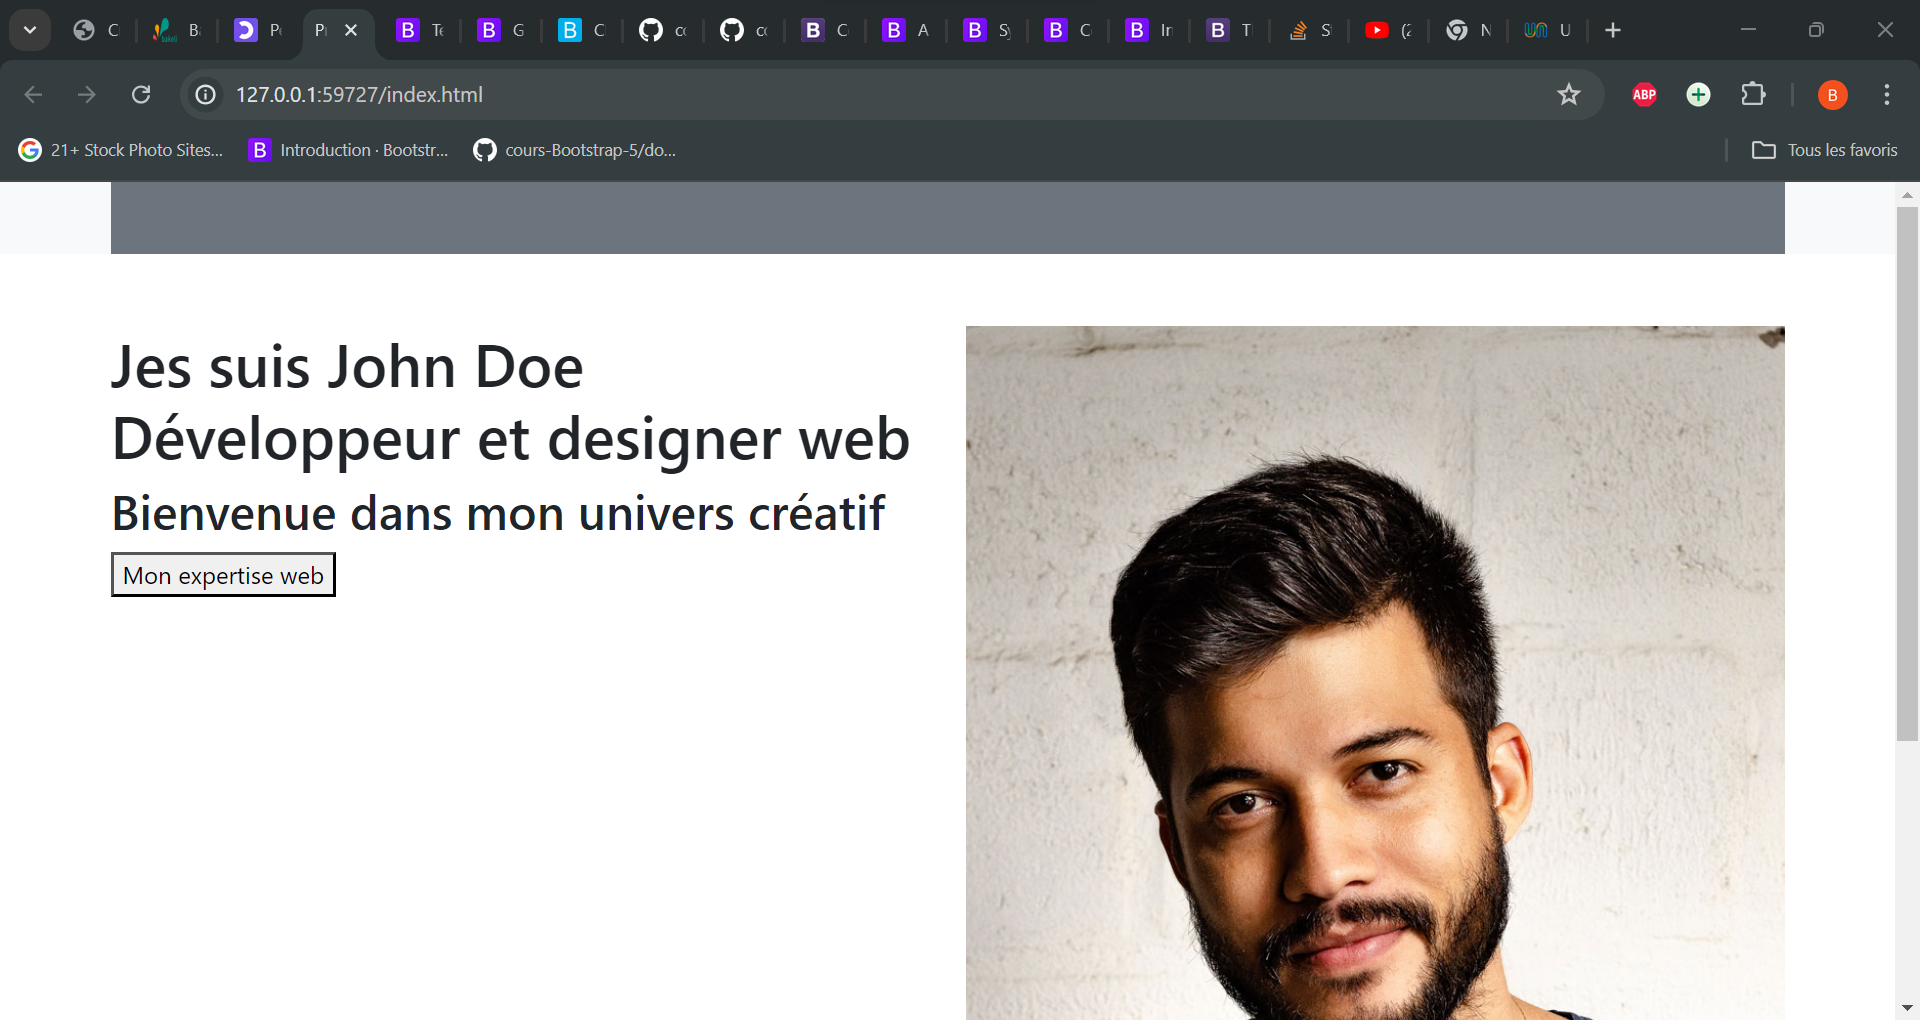 127.0.0.1:59727/index.html
ABP
B
21+ Stock Photo Sites...
B Introduction · Bootstr...
cours-Bootstrap-5/do...
Tous les favoris
Jes suis John Doe
Développeur et designer web
Bienvenue dans mon univers créatif
Mon expertise web